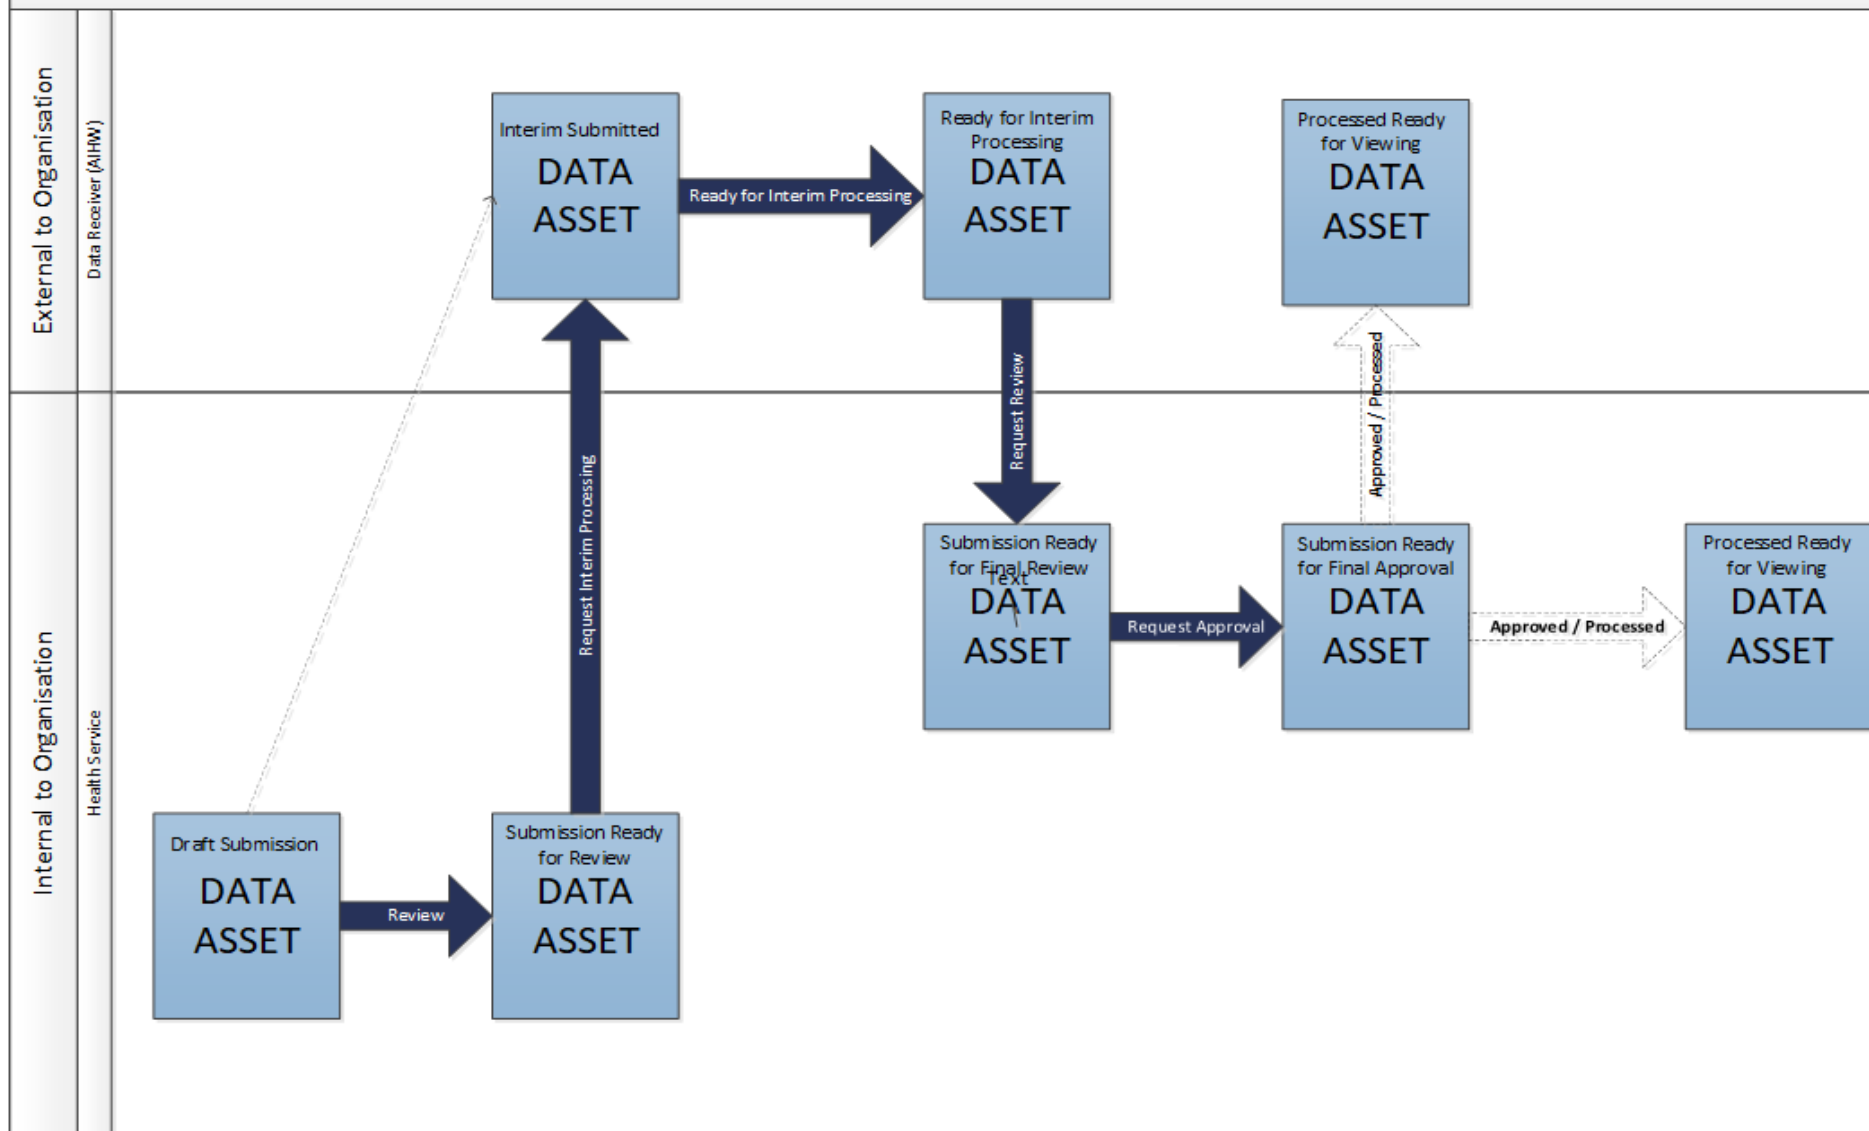 External to Organisation
Data Receiver (AIHW)
Interim Submitted
DATA
ASSET
Ready for Interim Processing
Ready for Interim
Processing
DATA
ASSET
Processed Ready
for Viewing
DATA
ASSET
Request Interim Processing
Request Review
Approved / Processed
Internal to Organisation
Health Service
Submission Ready
for Final Review
Text
DATA
ASSET
Request Approval
Submission Ready
for Final Approval
DATA
ASSET
Approved / Processed
Processed Ready
for Viewing
DATA
ASSET
Draft Submission
DATA
ASSET
Review
Submission Ready
for Review
DATA
ASSET